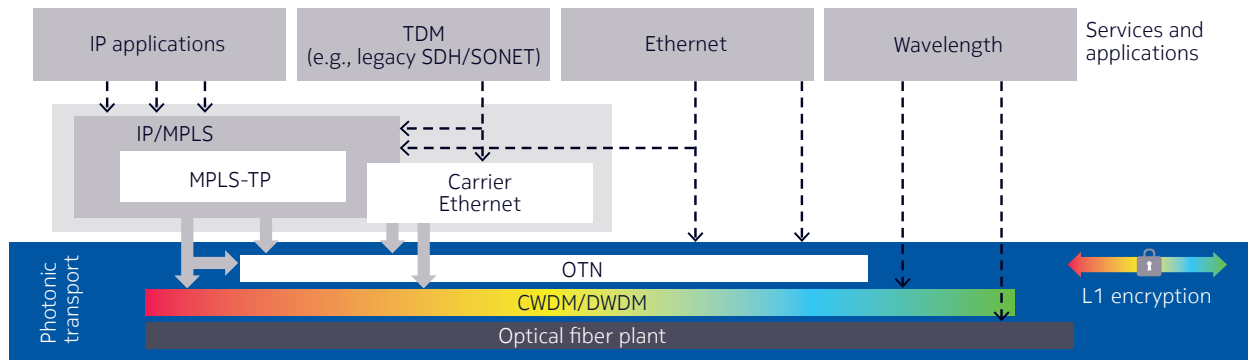 IP applications
TDM
(e.g., legacy SDH/SONET)
Ethernet
Wavelength
Services and
applications
IP/MPLS
MPLS-TP
Carrier
Ethernet
Photonic
transport
OTN
CWDM/DWDM
Optical fiber plant
L1 encryption